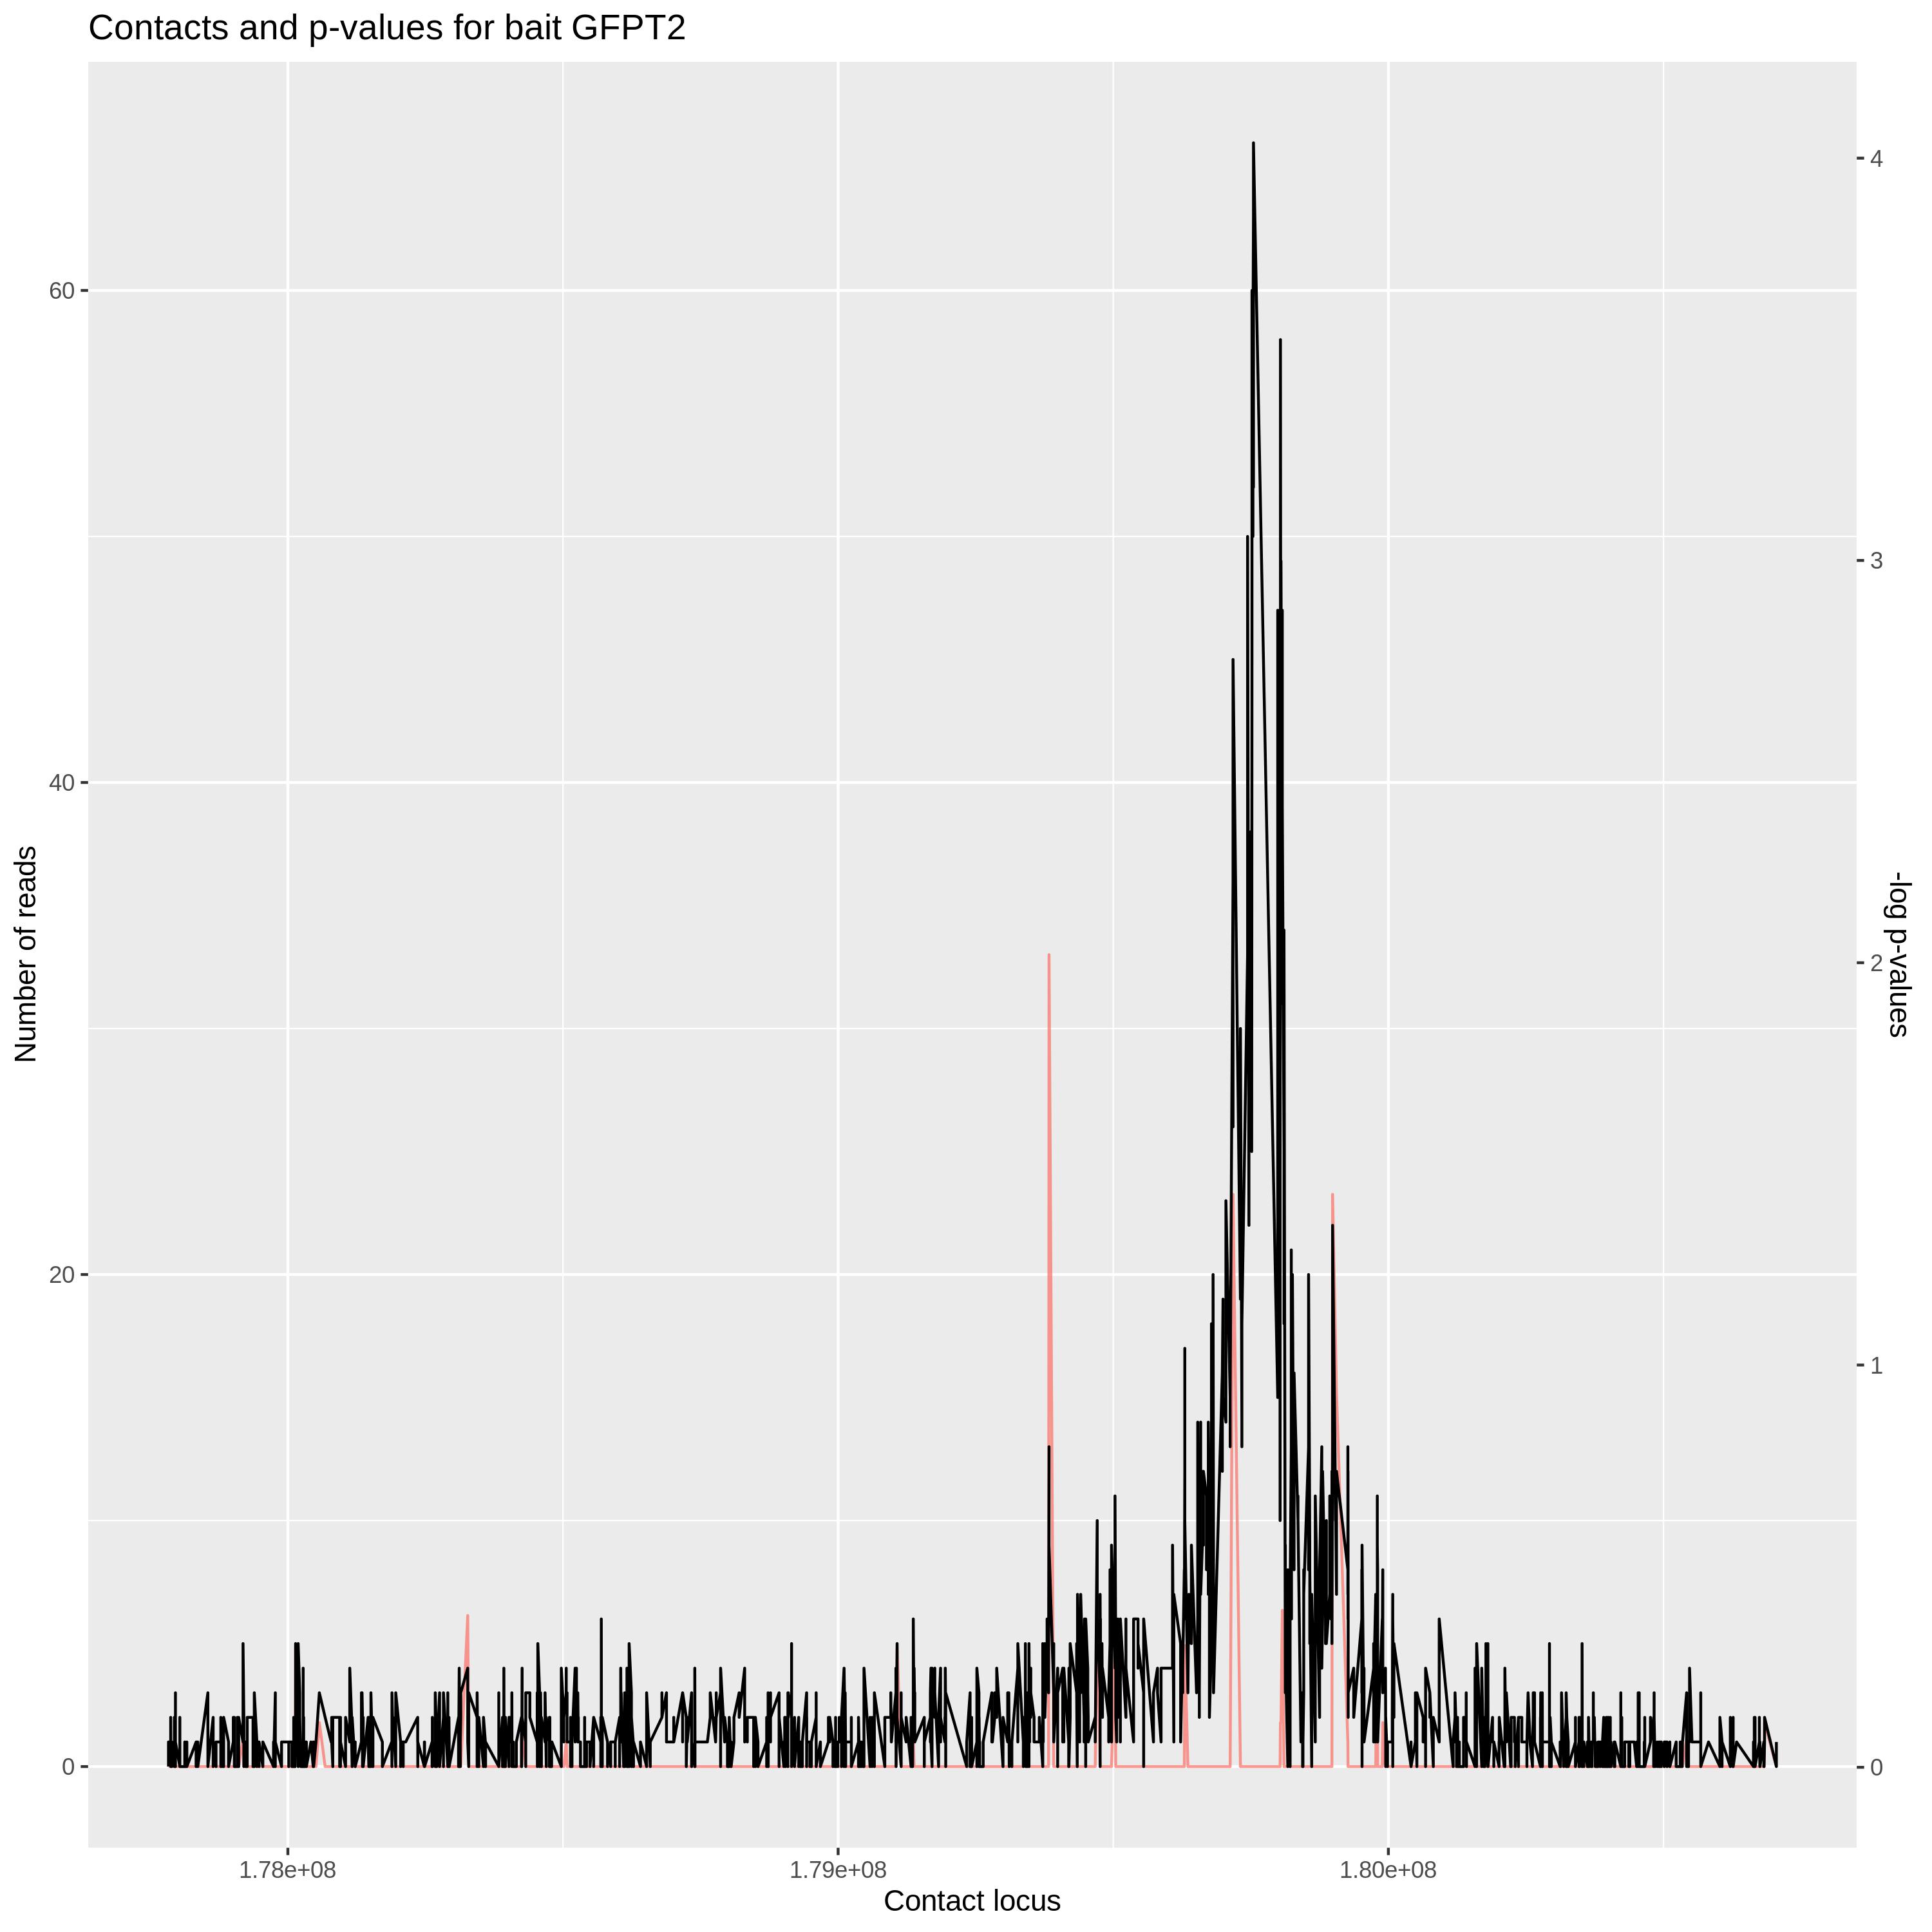 Contacts and p-values for bait GFPT2
60
40
20
0
Number of reads
4
3
2
1
0
-log p-values
1.78e+08
1.79e+08
1.80e+08
Contact locus